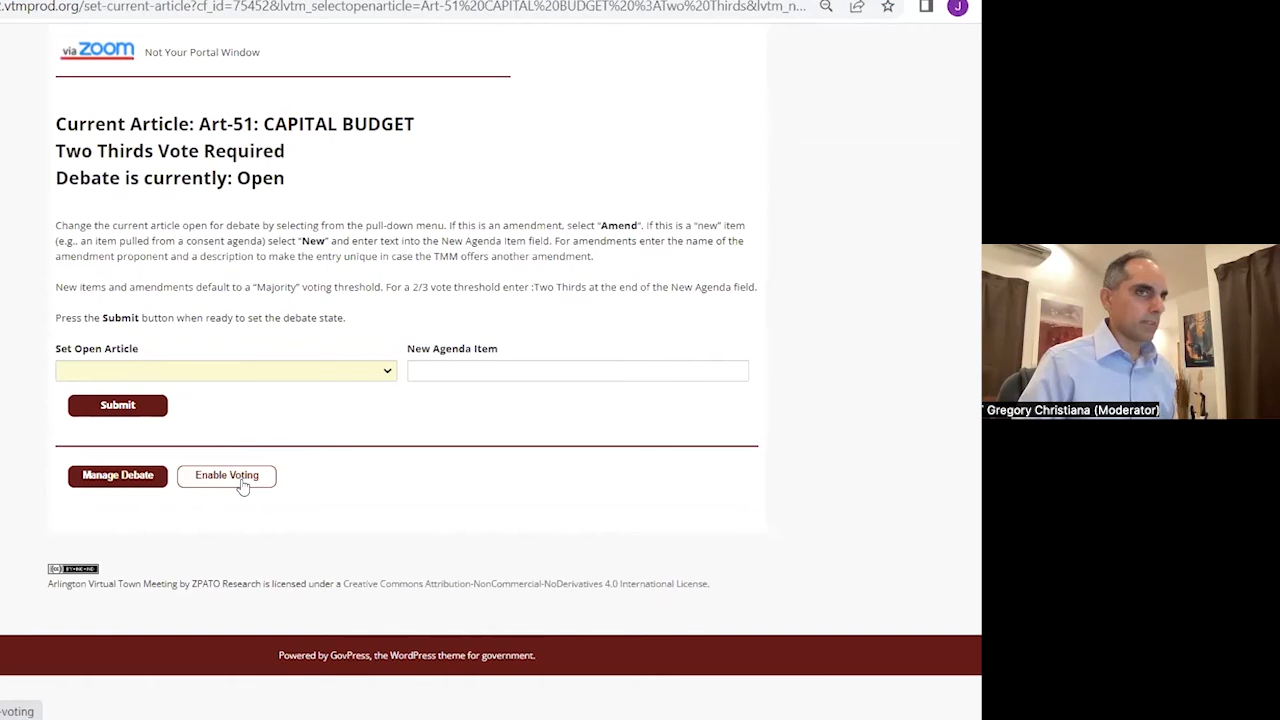 .vtmprod.org/set-current-article?cf_id=75452&lvtm_selectopenarticle=Art-51%20CAPITAL%20BUDGET%20%3ATwo%20Thirds&lvtm_n...
J
via zoom Not Your Portal Window
Current Article: Art-51: CAPITAL BUDGET
Two Thirds Vote Required
Debate is currently: Open
Change the current article open for debate by selecting from the pull-down menu. If this is an amendment, select "Amend". If this is a "new" item
(e.g.. an item pulled from a consent agenda) select "New" and enter text into the New Agenda Item field. For amendments enter the name of the
amendment proponent and a description to make the entry unique in case the TMM offers another amendment.
New items and amendments default to a "Majority" voting threshold. For a 2/3 vote threshold enter :Two Thirds at the end of the New Agenda field.
Press the Submit button when ready to set the debate state.
Set Open Article New Agenda Item
Submit
Manage Debate Enable Voting
Gregory Christiana (Moderator)
(cc) BY-NC-ND
Arlington Virtual Town Meeting by ZPATO Research is licensed under a Creative Commons Attribution-NonCommercial-NoDerivatives 4.0 International License.
Powered by GovPress, the WordPress theme for government.
-voting